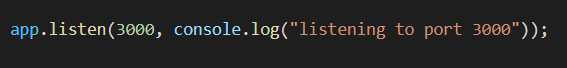 app.listen(3000, console.log("listening to port 3000"));